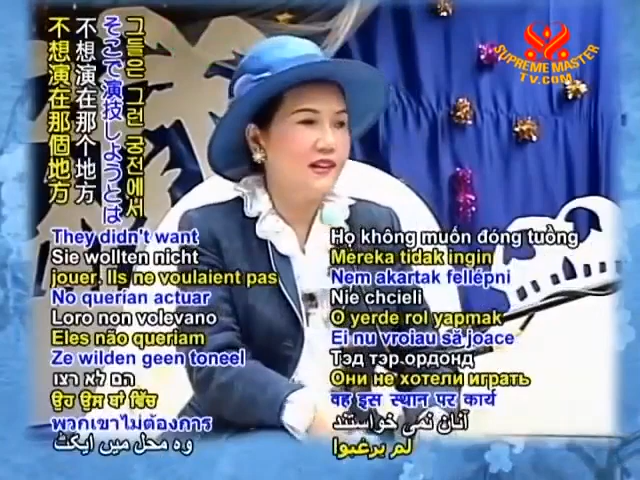 SUPREME MASTER
TV.COM
그들은 그런 궁전에서
そこで演技しようとは
不想演在那个地方
不想演在那個地方
They didn't want
Sie wollten nicht
jouer. Ils ne voulaient pas
No querían actuar
Loro non volevano
Eles não queriam
Ze wilden geen toneel
הם לא רצו
ਉਹ ਉਸ ਥਾਂ ਵਿੱਚ
พวกเขาไม่ต้องการ
وہ محل میں ایکٹ
Họ không muốn đóng tuồng
Mereka tidak ingin
Nem akartak fellépni
Nie chcieli
O yerde rol yapmak
Ei nu vroiau să joace
Тэд тэр ордонд
Они не хотели играть
वह इस स्थान पर कार्य
آنان نمی خواستند
لم يرغبوا